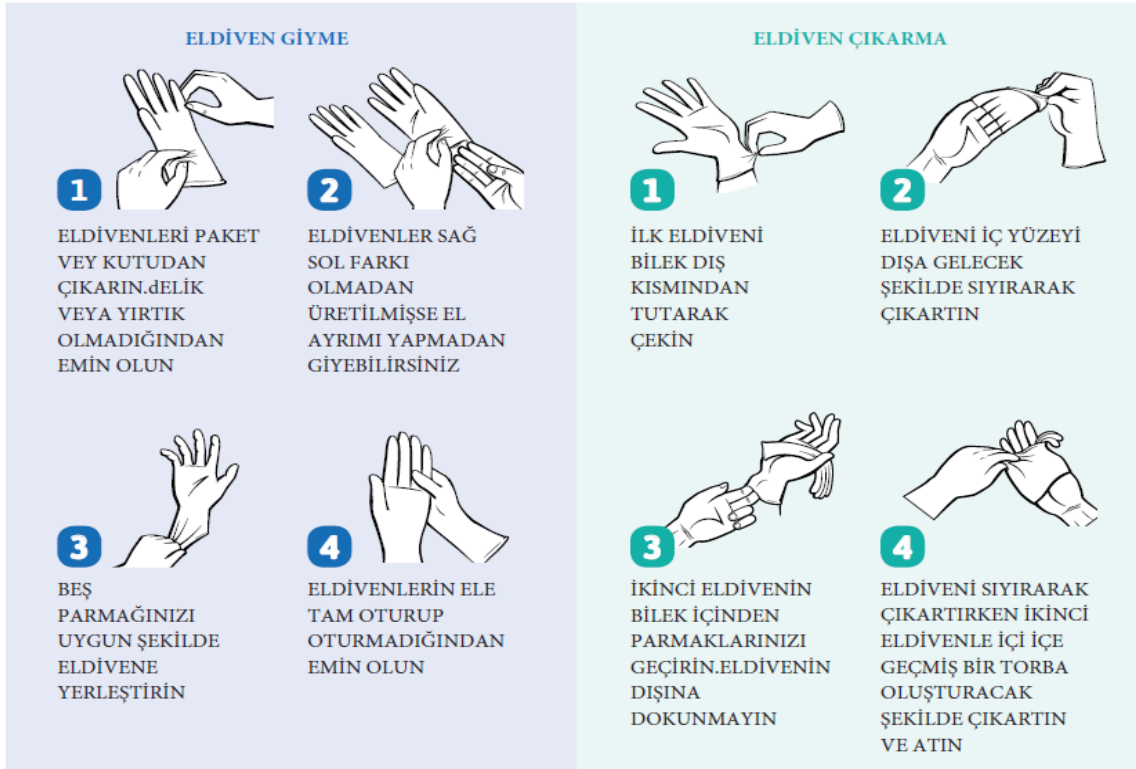 ELDİVEN GİYME
1
ELDİVENLERİ PAKET
VEY KUTUDAN
ÇIKARIN.dELİK
VEYA YIRTIK
OLMADIĞINDAN
EMİN OLUN
2
ELDİVENLER SAĞ
SOL FARKI
OLMADAN
ÜRETİLMİŞSE EL
AYRIMI YAPMADAN
GİYEBİLİRSİNİZ
3
BEŞ
PARMAĞINIZI
UYGUN ŞEKİLDE
ELDİVENE
YERLEŞTİRİN
4
ELDİVENLERİN ELE
TAM OTURUP
OTURMADIĞINDAN
EMİN OLUN
ELDİVEN ÇIKARMA
1
İLK ELDİVENİ
BİLEK DIŞ
KISMINDAN
TUTARAK
ÇEKİN
2
ELDİVENİ İÇ YÜZEYİ
DIŞA GELECEK
ŞEKİLDE SIYIRARAK
ÇIKARTIN
3
İKİNCİ ELDİVENİN
BİLEK İÇİNDEN
PARMAKLARINIZI
GEÇİRİN.ELDİVENİN
DIŞINA
DOKUNMAYIN
4
ELDİVENİ SIYIRARAK
ÇIKARTIRKEN İKİNCİ
ELDİVENLE İÇİ İÇE
GEÇMİŞ BİR TORBA
OLUŞTURACAK
ŞEKİLDE ÇIKARTIN
VE ATIN